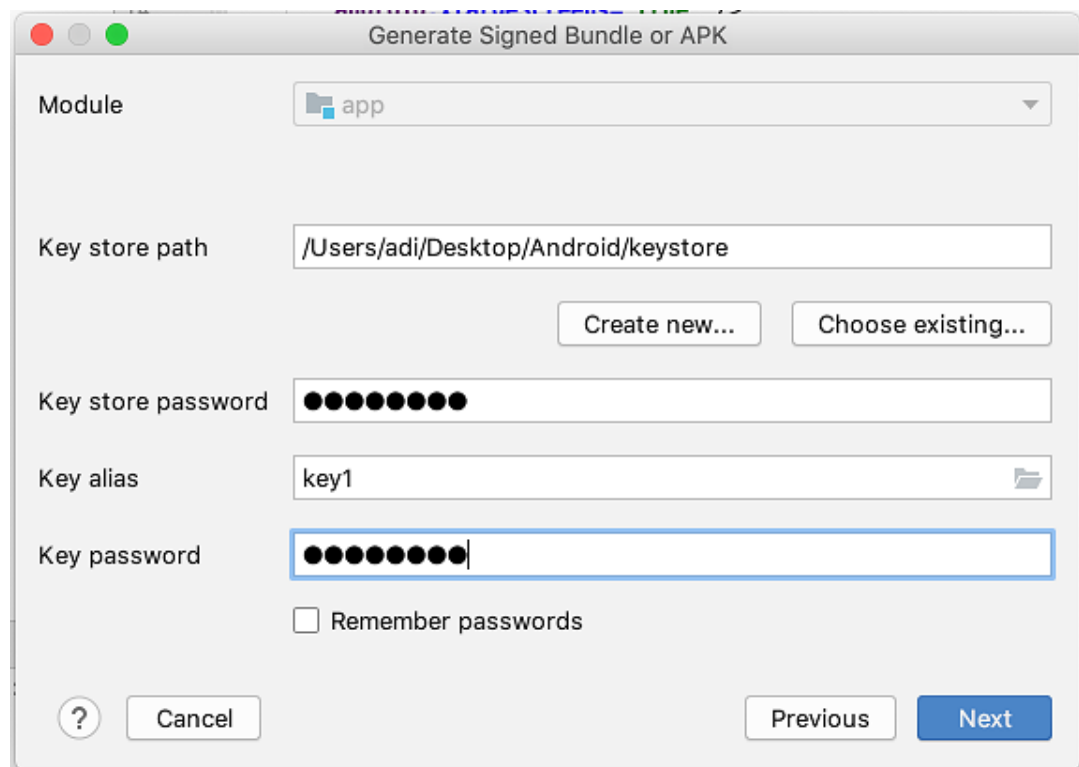 Generate Signed Bundle or APK
Module app
Key store path /Users/adi/Desktop/Android/keystore
Create new... Choose existing...
Key store password ●●●●●●●●
Key alias key1
Key password ●●●●●●●●
Remember passwords
? Cancel Previous Next